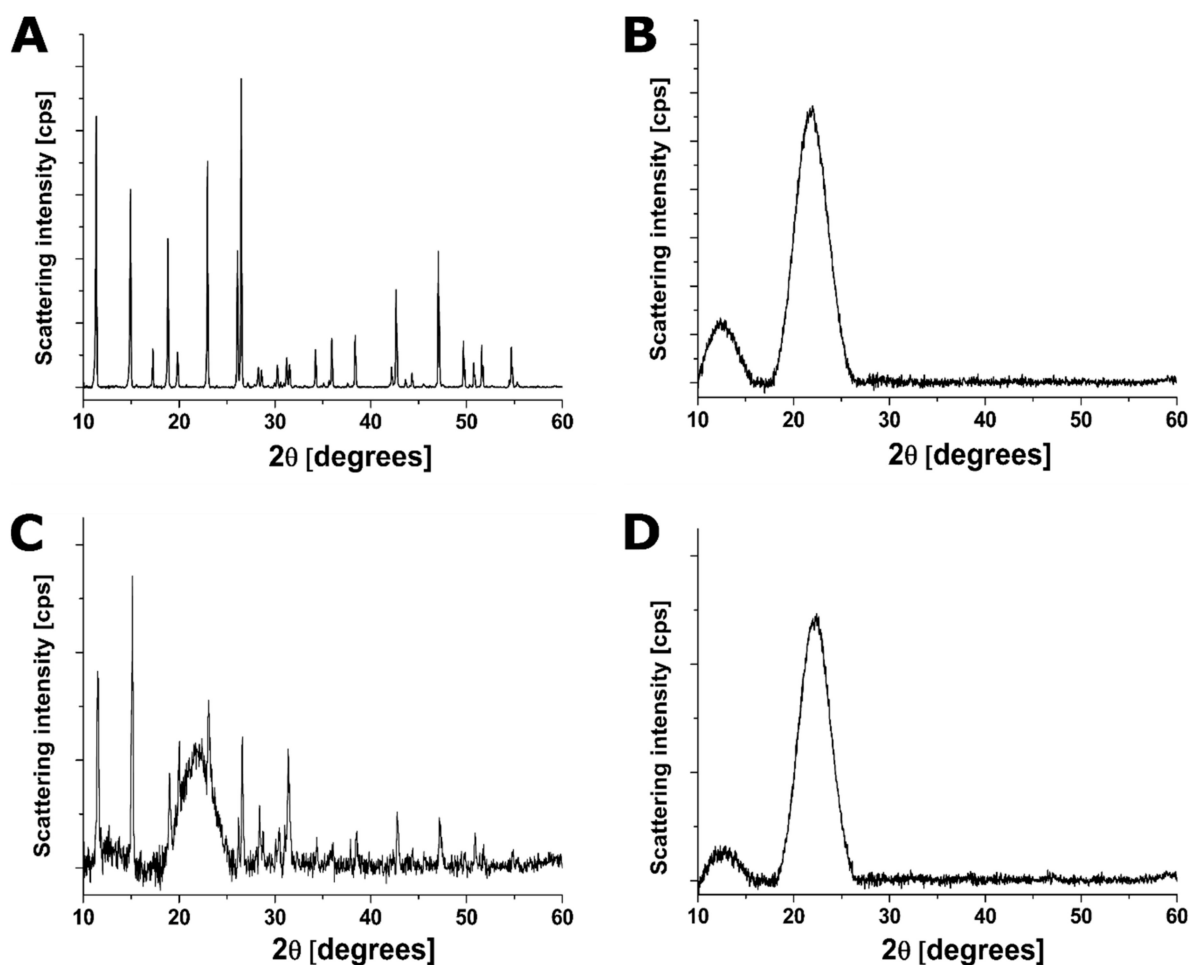 A
Scattering intensity [cps]
10 20 30 40 50 60
2θ [degrees]
B
Scattering intensity [cps]
10 20 30 40 50 60
2θ [degrees]
C
Scattering intensity [cps]
10 20 30 40 50 60
2θ [degrees]
D
Scattering intensity [cps]
10 20 30 40 50 60
2θ [degrees]